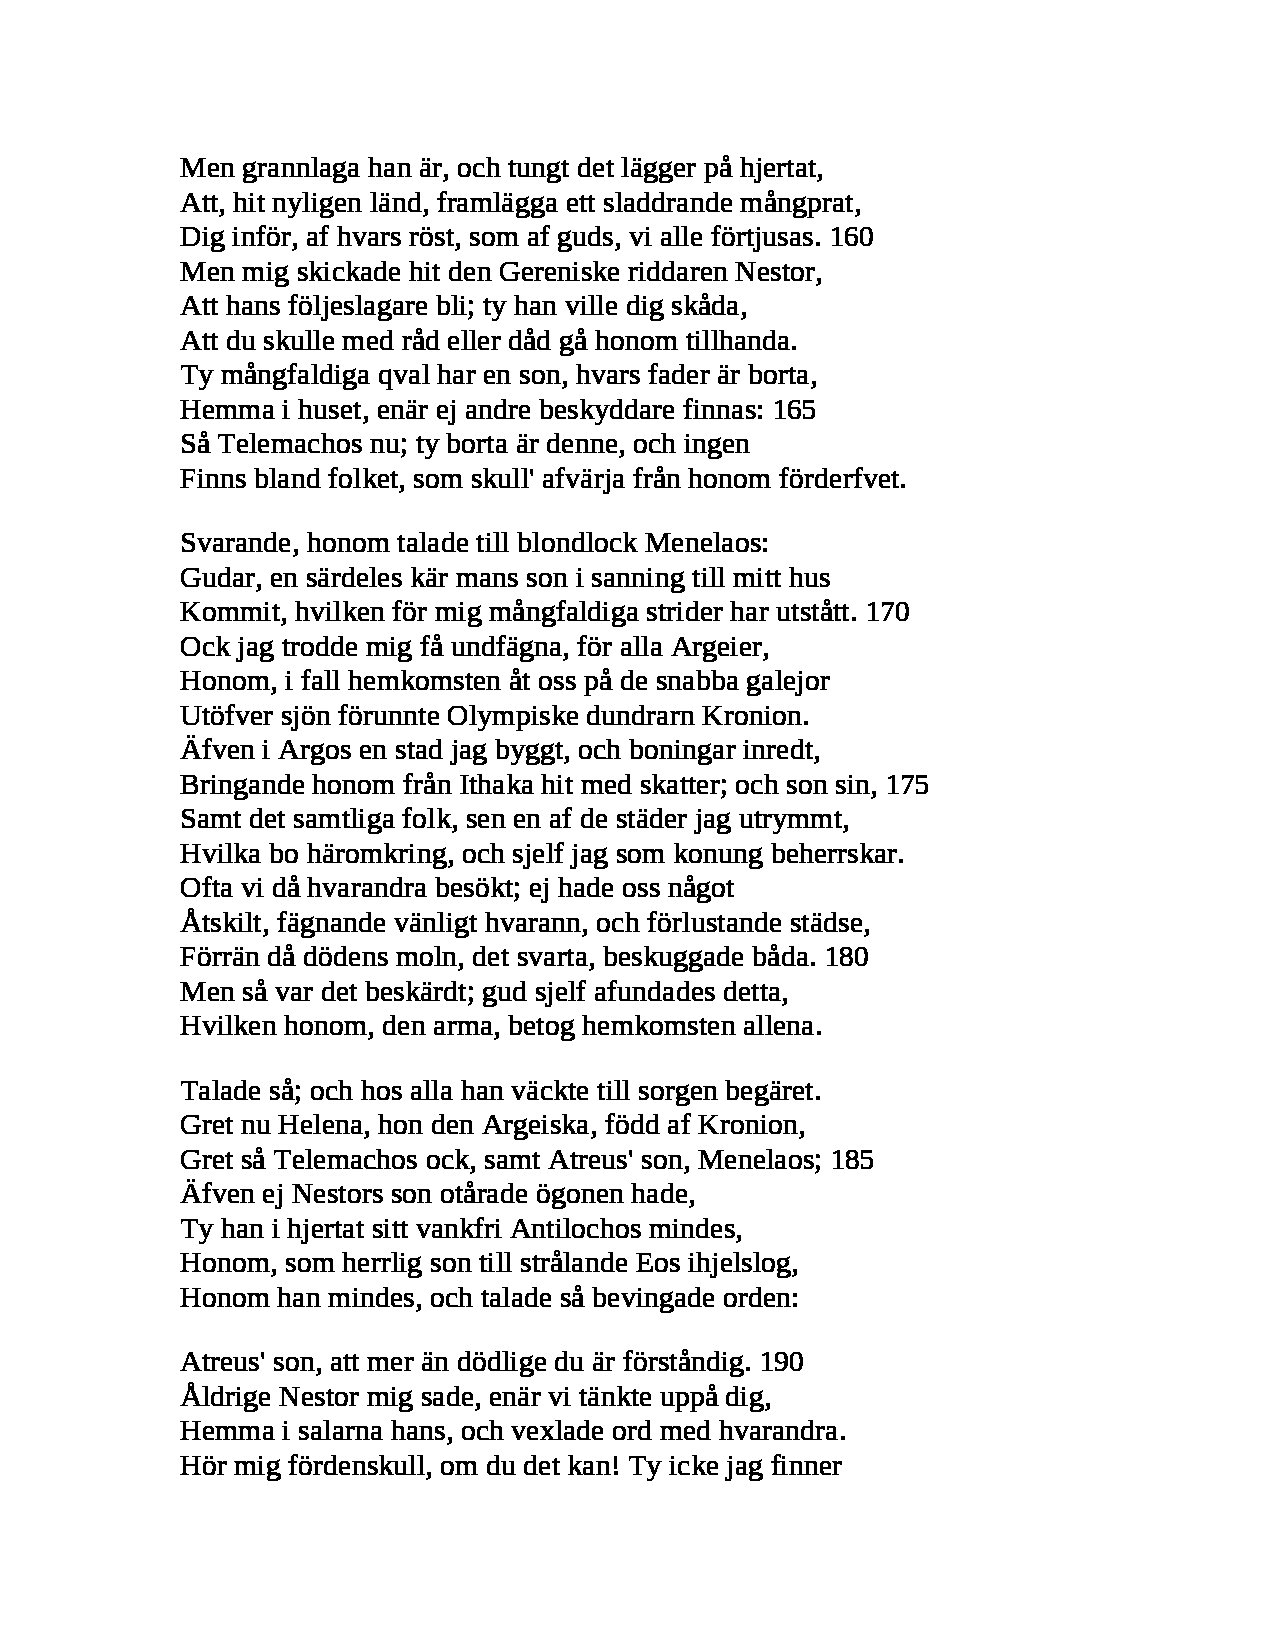 Men grannlaga han är, och tungt det lägger på hjertat,
Att, hit nyligen länd, framlägga ett sladdrande mångprat,
Dig inför, af hvars röst, som af guds, vi alle förtjusas. 160
Men mig skickade hit den Gereniske riddaren Nestor,
Att hans följeslagare bli; ty han ville dig skåda,
Att du skulle med råd eller dåd gå honom tillhanda.
Ty mångfaldiga qval har en son, hvars fader är borta,
Hemma i huset, enär ej andre beskyddare finnas: 165
Så Telemachos nu; ty borta är denne, och ingen
Finns bland folket, som skull' afvärja från honom förderfvet.

Svarande, honom talade till blondlock Menelaos:
Gudar, en särdeles kär mans son i sanning till mitt hus
Kommit, hvilken för mig mångfaldiga strider har utstått. 170
Ock jag trodde mig få undfägna, för alla Argeier,
Honom, i fall hemkomsten åt oss på de snabba galejor
Utöfver sjön förunnte Olympiske dundrarn Kronion.
Äfven i Argos en stad jag byggt, och boningar inredt,
Bringande honom från Ithaka hit med skatter; och son sin, 175
Samt det samtliga folk, sen en af de städer jag utrymmt,
Hvilka bo häromkring, och sjelf jag som konung beherrskar.
Ofta vi då hvarandra besökt; ej hade oss något
Åtskilt, fägnande vänligt hvarann, och förlustande städse,
Förrän då dödens moln, det svarta, beskuggade båda. 180
Men så var det beskärdt; gud sjelf afundades detta,
Hvilken honom, den arma, betog hemkomsten allena.

Talade så; och hos alla han väckte till sorgen begäret.
Gret nu Helena, hon den Argeiska, född af Kronion,
Gret så Telemachos ock, samt Atreus' son, Menelaos; 185
Äfven ej Nestors son otårade ögonen hade,
Ty han i hjertat sitt vankfri Antilochos mindes,
Honom, som herrlig son till strålande Eos ihjelslog,
Honom han mindes, och talade så bevingade orden:

Atreus' son, att mer än dödlige du är förståndig. 190
Åldrige Nestor mig sade, enär vi tänkte uppå dig,
Hemma i salarna hans, och vexlade ord med hvarandra.
Hör mig fördenskull, om du det kan! Ty icke jag finner